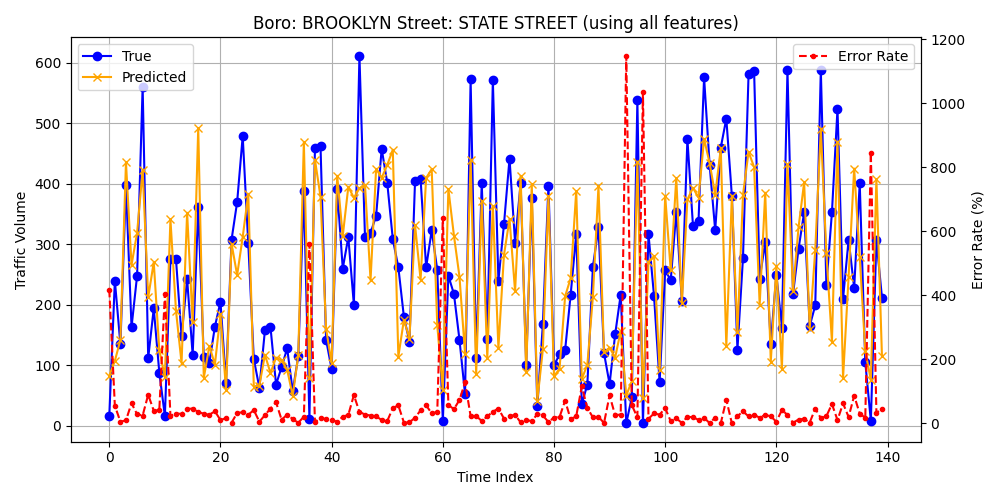 Boro: BROOKLYN Street: STATE STREET (using all features)
True
Predicted
Error Rate
Traffic Volume
600
500
400
300
200
100
0
1200
1000
800
600
400
200
0
Error Rate (%)
0 20 40 60 80 100 120 140
Time Index